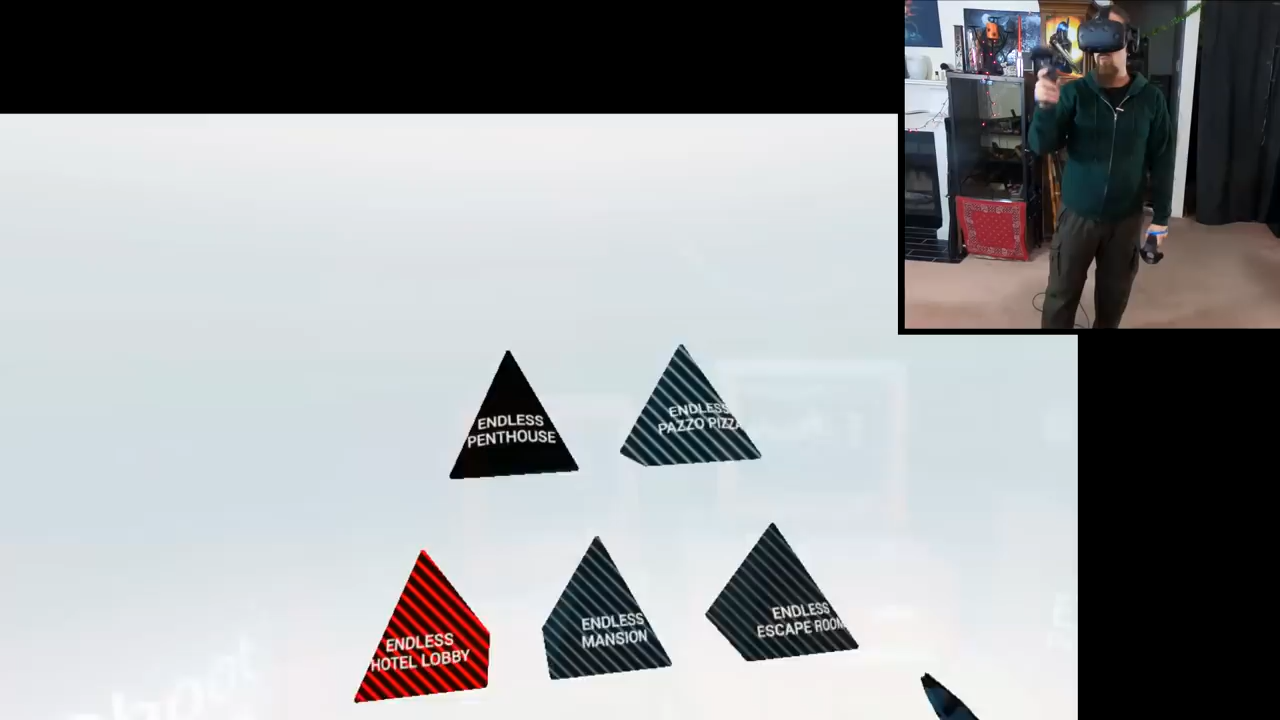 ENDLESS
PENTHOUSE
ENDLESS
PAZZO PIZZA
ENDLESS
HOTEL LOBBY
ENDLESS
MANSION
ENDLESS
ESCAPE ROOM